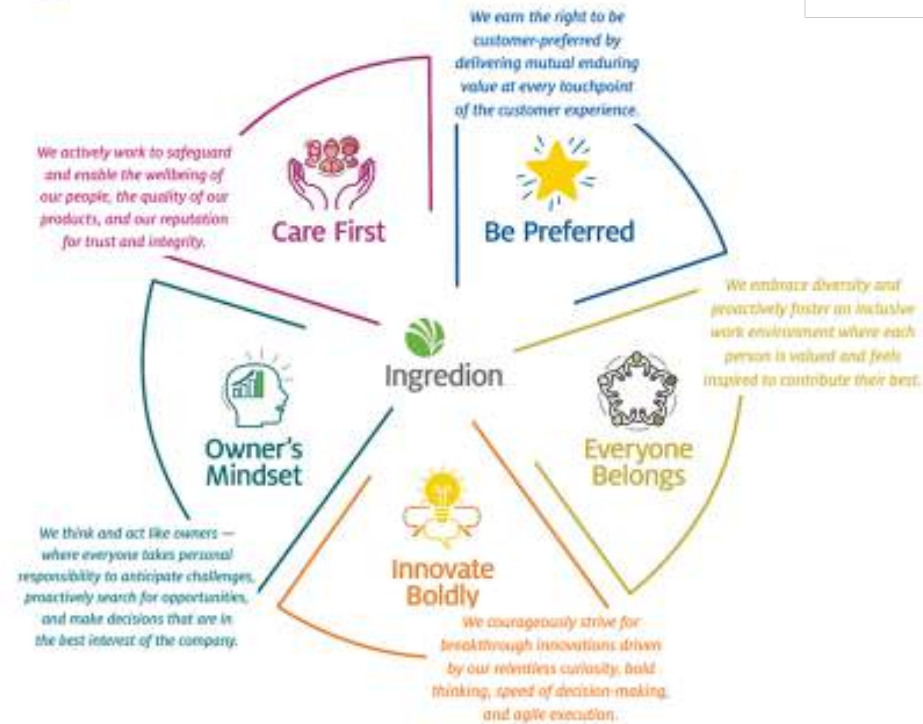 We earn the right to be
customer-preferred by
delivering mutual enduring
value at every touchpoint
of the customer experience.
Be Preferred
We actively work to safeguard
and enable the wellbeing of
our people, the quality of our
products, and our reputation
for trust and integrity.
Care First
We embrace diversity and
proactively foster an inclusive
work environment where each
person is valued and feels
inspired to contribute their best.
Everyone
Belongs
Ingredion
Owner's
Mindset
We think and act like owners —
where everyone takes personal
responsibility to anticipate challenges,
proactively search for opportunities,
and make decisions that are in
the best interest of the company.
Innovate
Boldly
We courageously strive for
breakthrough innovations driven
by our relentless curiosity, bold
thinking, speed of decision-making,
and agile execution.